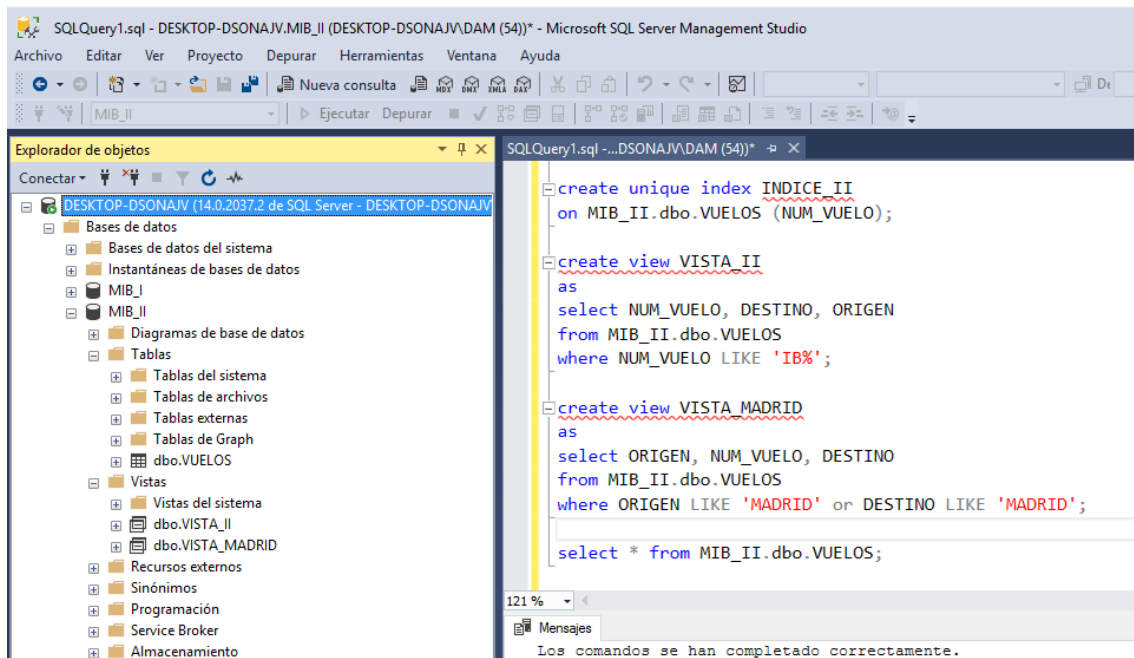 SQLQuery1.sql - DESKTOP-DSONAJV.MIB_II (DESKTOP-DSONAJV\DAM (54))* - Microsoft SQL Server Management Studio
Archivo Editar Ver Proyecto Depurar Herramientas Ventana Ayuda
Nueva consulta MDX DMX XMLA DAX
MIB_II Ejecutar Depurar
Explorador de objetos
Conectar
DESKTOP-DSONAJV (14.0.2037.2 de SQL Server - DESKTOP-DSONAJV
Bases de datos
Bases de datos del sistema
Instantáneas de bases de datos
MIB_I
MIB_II
Diagramas de base de datos
Tablas
Tablas del sistema
Tablas de archivos
Tablas externas
Tablas de Graph
dbo.VUELOS
Vistas
Vistas del sistema
dbo.VISTA_II
dbo.VISTA_MADRID
Recursos externos
Sinónimos
Programación
Service Broker
Almacenamiento
SQLQuery1.sql -...DSONAJV\DAM (54))*
create unique index INDICE_II
on MIB_II.dbo.VUELOS (NUM_VUELO);
create view VISTA_II
as
select NUM_VUELO, DESTINO, ORIGEN
from MIB_II.dbo.VUELOS
where NUM_VUELO LIKE 'IB%';
create view VISTA_MADRID
as
select ORIGEN, NUM_VUELO, DESTINO
from MIB_II.dbo.VUELOS
where ORIGEN LIKE 'MADRID' or DESTINO LIKE 'MADRID';
select * from MIB_II.dbo.VUELOS;
121 %
Mensajes
Los comandos se han completado correctamente.